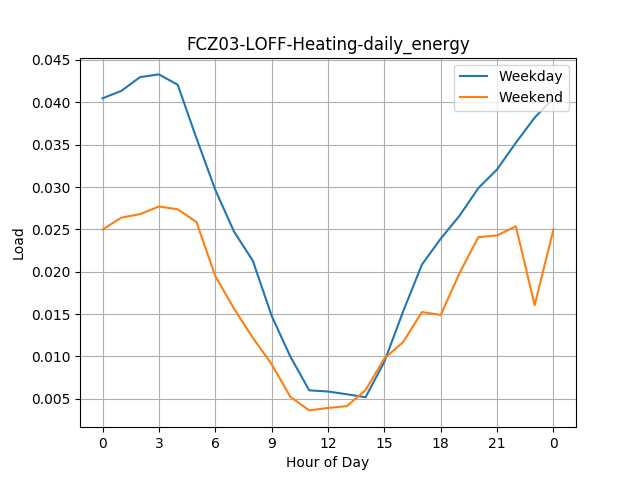 FCZ03-LOFF-Heating-daily_energy
Weekday
Weekend
Load
0.045
0.040
0.035
0.030
0.025
0.020
0.015
0.010
0.005
0 3 6 9 12 15 18 21 0
Hour of Day